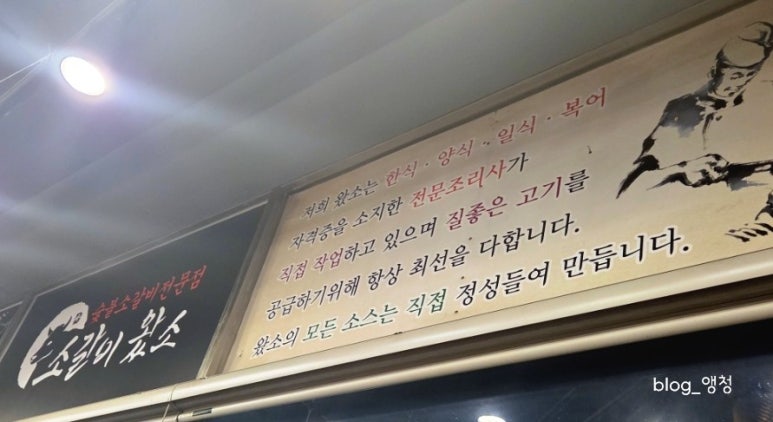 숯불소갈비전문점
소갈비 왔소
저희 왔소는 한식 · 양식 · 일식 · 복어
자격증을 소지한 전문조리사가
직접 작업하고 있으며 질좋은 고기를
공급하기위해 항상 최선을 다합니다.
왔소의 모든 소스는 직접 정성들여 만듭니다.
blog_앵청